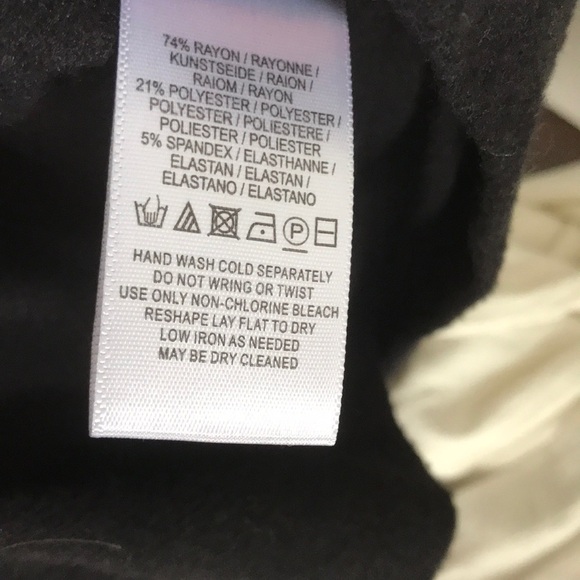 74% RAYON / RAYONNE /
KUNSTSEIDE / RAION /
RAIOM / RAYON
21% POLYESTER / POLYESTER /
POLYESTER / POLIESTERE /
POLIESTER / POLIESTER
5% SPANDEX / ELASTHANNE /
ELASTAN / ELASTAN /
ELASTANO / ELASTANO
P
HAND WASH COLD SEPARATELY
DO NOT WRING OR TWIST
USE ONLY NON-CHLORINE BLEACH
RESHAPE LAY FLAT TO DRY
LOW IRON AS NEEDED
MAY BE DRY CLEANED